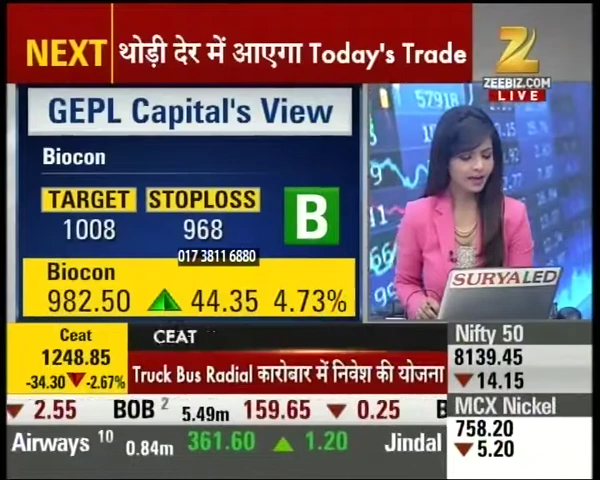 NEXT थोड़ी देर में आएगा Today's Trade
ZEEBIZ.COM
LIVE
GEPL Capital's View
57918
Biocon
TARGET STOPLOSS
1008 968
B
017 3811 6880
Biocon
982.50 44.35 4.73%
SURYA LED
Ceat
1248.85
-34.30 -2.67%
CEAT
Truck Bus Radial कारोबार में निवेश की योजना
Nifty 50
8139.45
14.15
MCX Nickel
758.20
5.20
2.55 BOB 2 5.49m 159.65 0.25 B
Airways 10 0.84m 361.60 1.20 Jindal